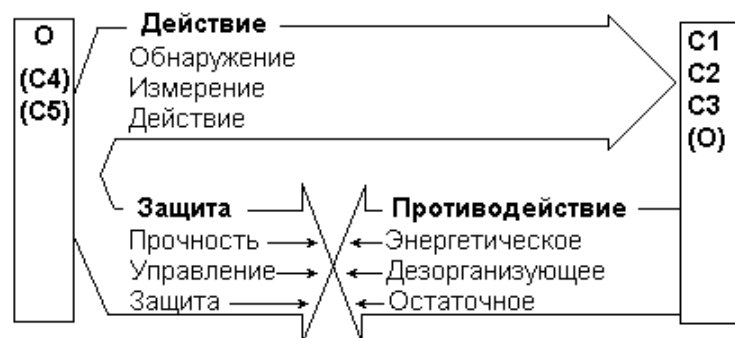 О
(С4)
(С5)
Действие
Обнаружение
Измерение
Действие
С1
С2
С3
(О)
Защита
Прочность
Управление
Защита
Противодействие
Энергетическое
Дезорганизующее
Остаточное